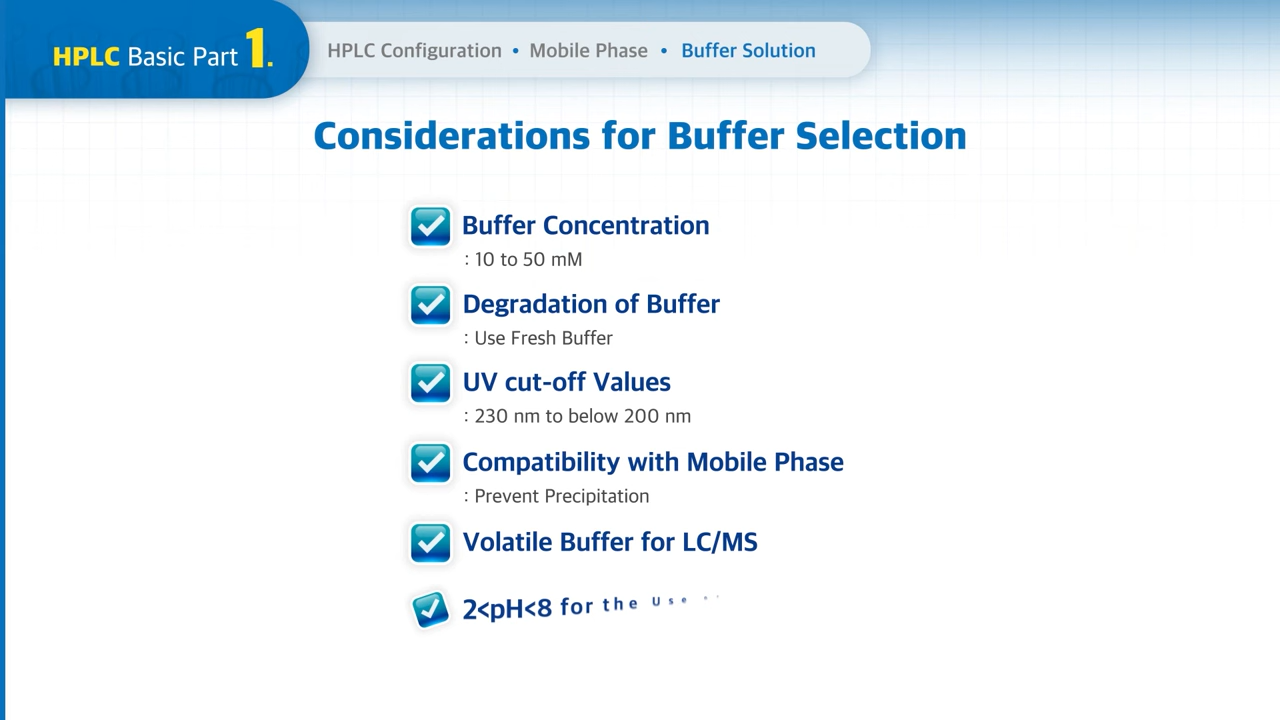 HPLC Basic Part 1.
HPLC Configuration • Mobile Phase • Buffer Solution
Considerations for Buffer Selection
Buffer Concentration
: 10 to 50 mM
Degradation of Buffer
: Use Fresh Buffer
UV cut-off Values
: 230 nm to below 200 nm
Compatibility with Mobile Phase
: Prevent Precipitation
Volatile Buffer for LC/MS
2<pH<8 for the Use